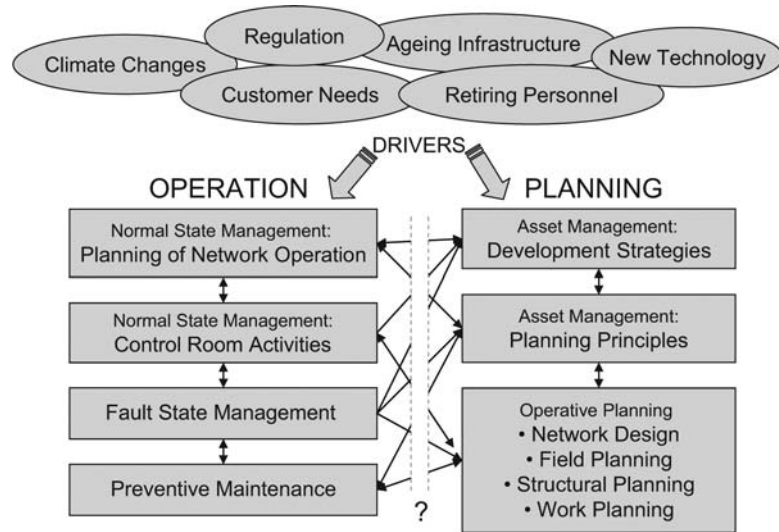 Regulation
Ageing Infrastructure
Climate Changes
New Technology
Customer Needs
Retiring Personnel
DRIVERS
OPERATION
PLANNING
Normal State Management:
Planning of Network Operation
Normal State Management:
Control Room Activities
Fault State Management
Preventive Maintenance
?
Asset Management:
Development Strategies
Asset Management:
Planning Principles
Operative Planning
• Network Design
• Field Planning
• Structural Planning
• Work Planning